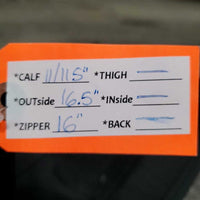 *CALF 11/11.5" *THIGH —
*OUTside 16.5" *INside —
*ZIPPER 16" *BACK —